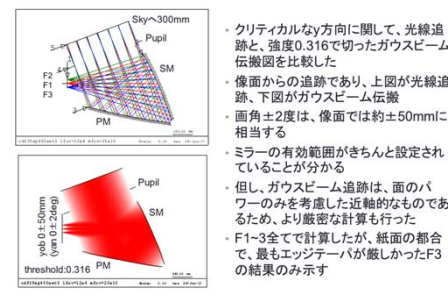 Skyへ300mm
Pupil
SM
F2
F1
F3
PM
Pupil
SM
yob 0±50mm
(yan 0±2deg)
threshold:0.316
PM
・クリティカルなy方向に関して、光線追
跡と、強度0.316で切ったガウスビーム
伝搬図を比較した
・像面からの追跡であり、上図が光線追
跡、下図がガウスビーム伝搬
・画角±2度は、像面では約±50mmに
相当する
・ミラーの有効範囲がきちんと設定され
ていることが分かる
・但し、ガウスビーム追跡は、面のパ
ワーのみを考慮した近軸的なものであ
るため、より厳密な計算も行った
・F1~3全てで計算したが、紙面の都合
で、最もエッジテーパが厳しかったF3
の結果のみ示す